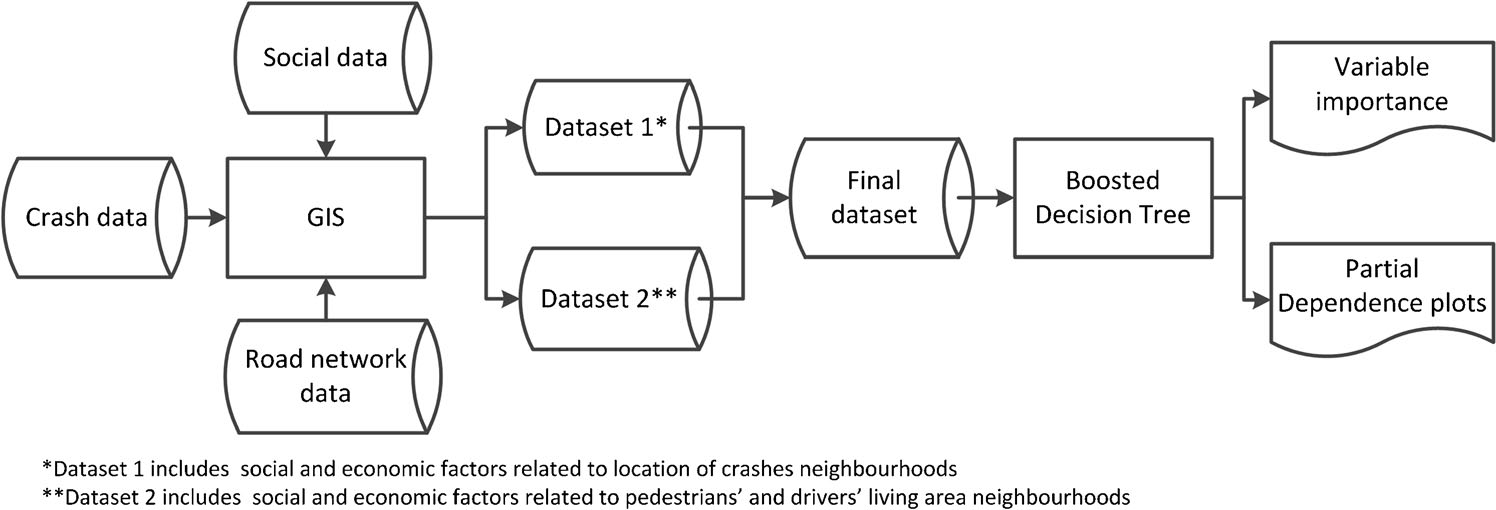 Social data
Crash data
GIS
Road network
data
Dataset 1*
Dataset 2**
Final
dataset
Boosted
Decision Tree
Variable
importance
Partial
Dependence plots
*Dataset 1 includes social and economic factors related to location of crashes neighbourhoods
**Dataset 2 includes social and economic factors related to pedestrians’ and drivers’ living area neighbourhoods